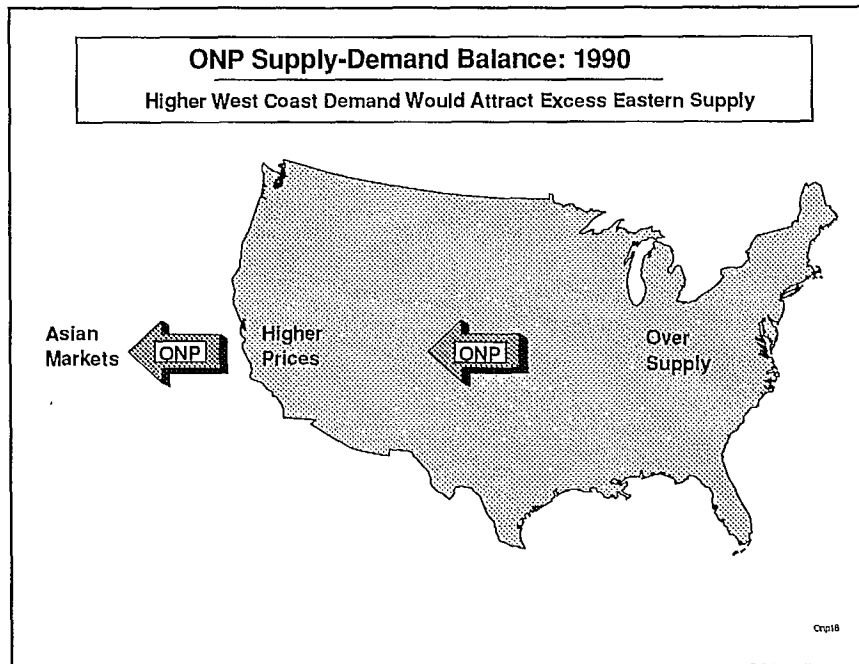 ONP Supply-Demand Balance: 1990
Higher West Coast Demand Would Attract Excess Eastern Supply
Asian
Markets
ONP
Higher
Prices
ONP
Over
Supply